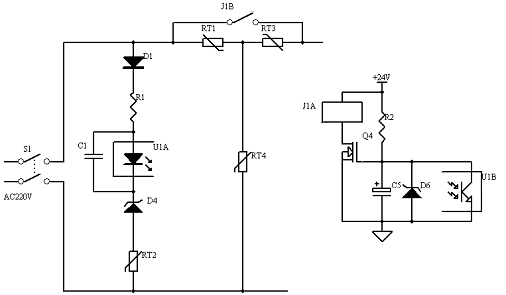 J1B
RT1
RT3
D1
+24V
J1A
R1
R2
Q4
C1
U1A
S1
RT4
U1B
C5
D6
AC220V
D4
+
RT2